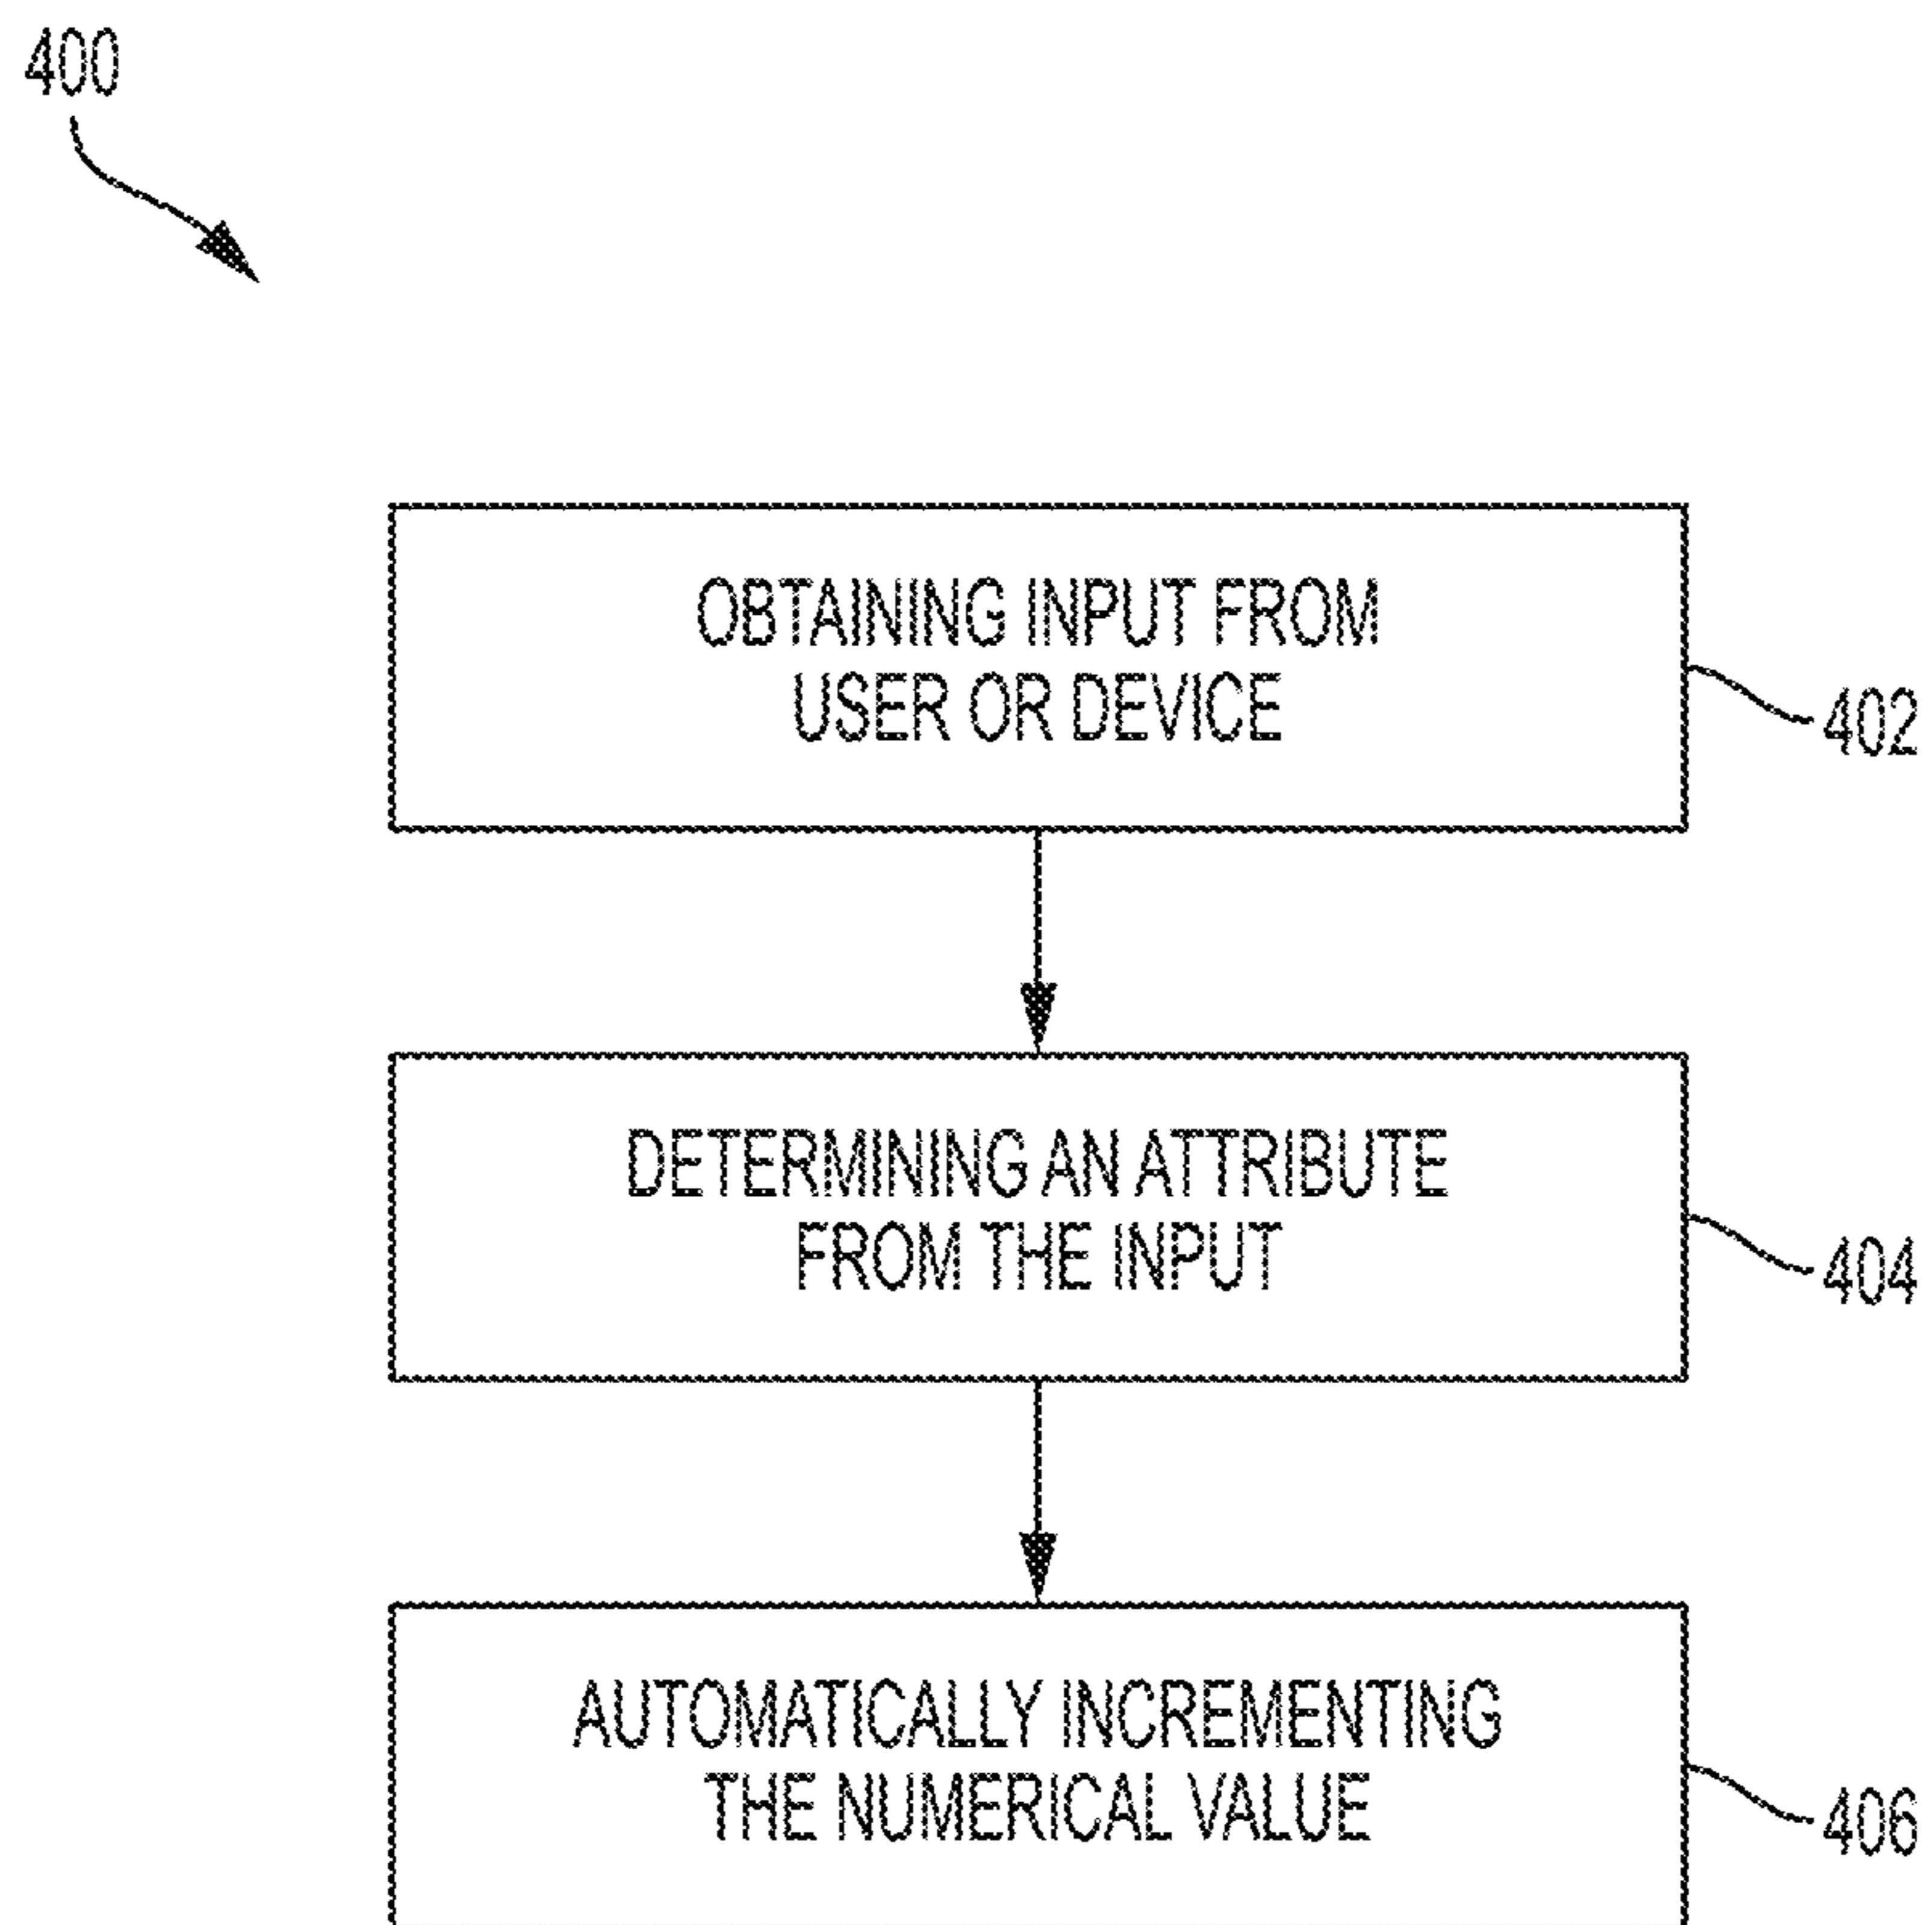 400
OBTAINING INPUT FROM
USER OR DEVICE
402
DETERMINING AN ATTRIBUTE
FROM THE INPUT
404
AUTOMATICALLY INCREMENTING
THE NUMERICAL VALUE
406